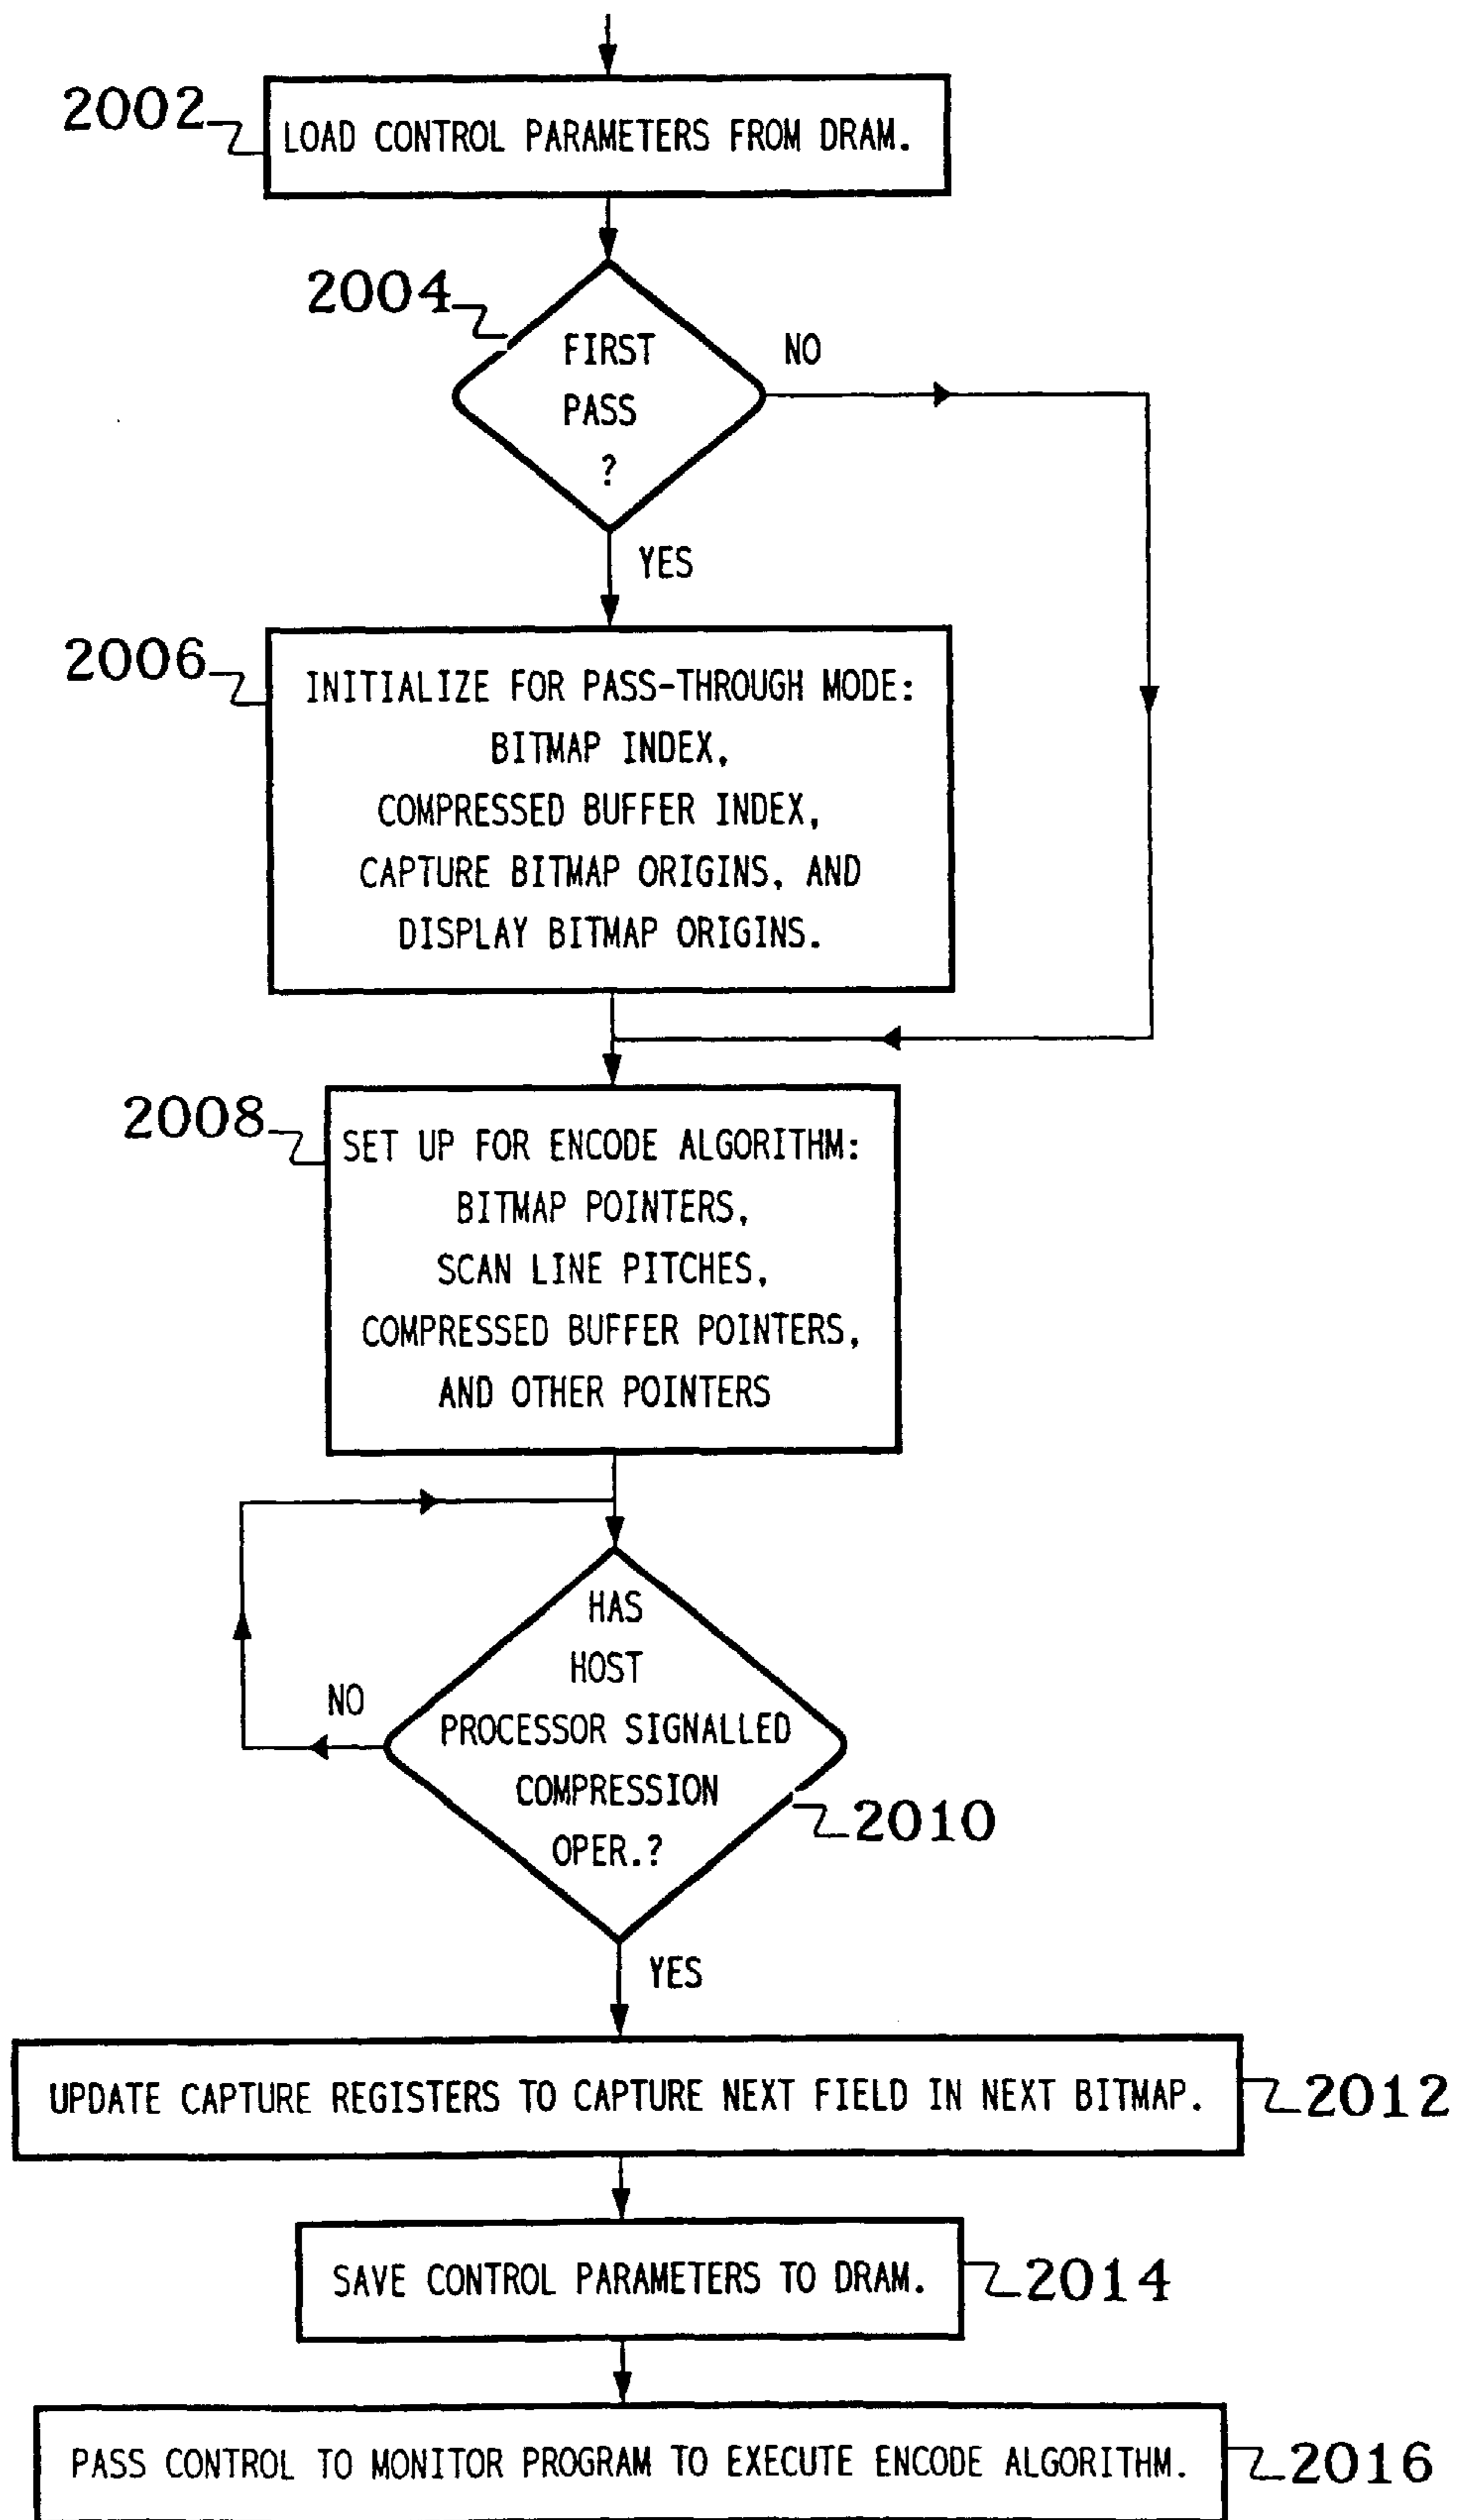 2002
LOAD CONTROL PARAMETERS FROM DRAM.
2004
FIRST
PASS
?
NO
YES
2006
INITIALIZE FOR PASS-THROUGH MODE:
BITMAP INDEX,
COMPRESSED BUFFER INDEX,
CAPTURE BITMAP ORIGINS, AND
DISPLAY BITMAP ORIGINS.
2008
SET UP FOR ENCODE ALGORITHM:
BITMAP POINTERS,
SCAN LINE PITCHES,
COMPRESSED BUFFER POINTERS,
AND OTHER POINTERS
HAS
HOST
PROCESSOR SIGNALLED
COMPRESSION
OPER.?
NO
2010
YES
UPDATE CAPTURE REGISTERS TO CAPTURE NEXT FIELD IN NEXT BITMAP.
2012
SAVE CONTROL PARAMETERS TO DRAM.
2014
PASS CONTROL TO MONITOR PROGRAM TO EXECUTE ENCODE ALGORITHM.
2016